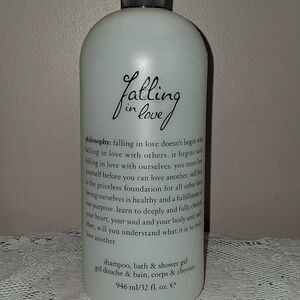 falling
in love
philosophy: falling in love doesn't begin with
falling in love with others. it begins with
falling in love with ourselves. you must love
yourself before you can love another. self love
is the priceless foundation for all other love.
loving ourselves is healthy and a fulfillment of
our purpose. learn to deeply and fully cherish
your heart, your soul and your body and, only
then, will you understand what it is to truly
love another.
shampoo, bath & shower gel
gel douche & bain, corps & cheveux
946 ml/32 fl. oz. e